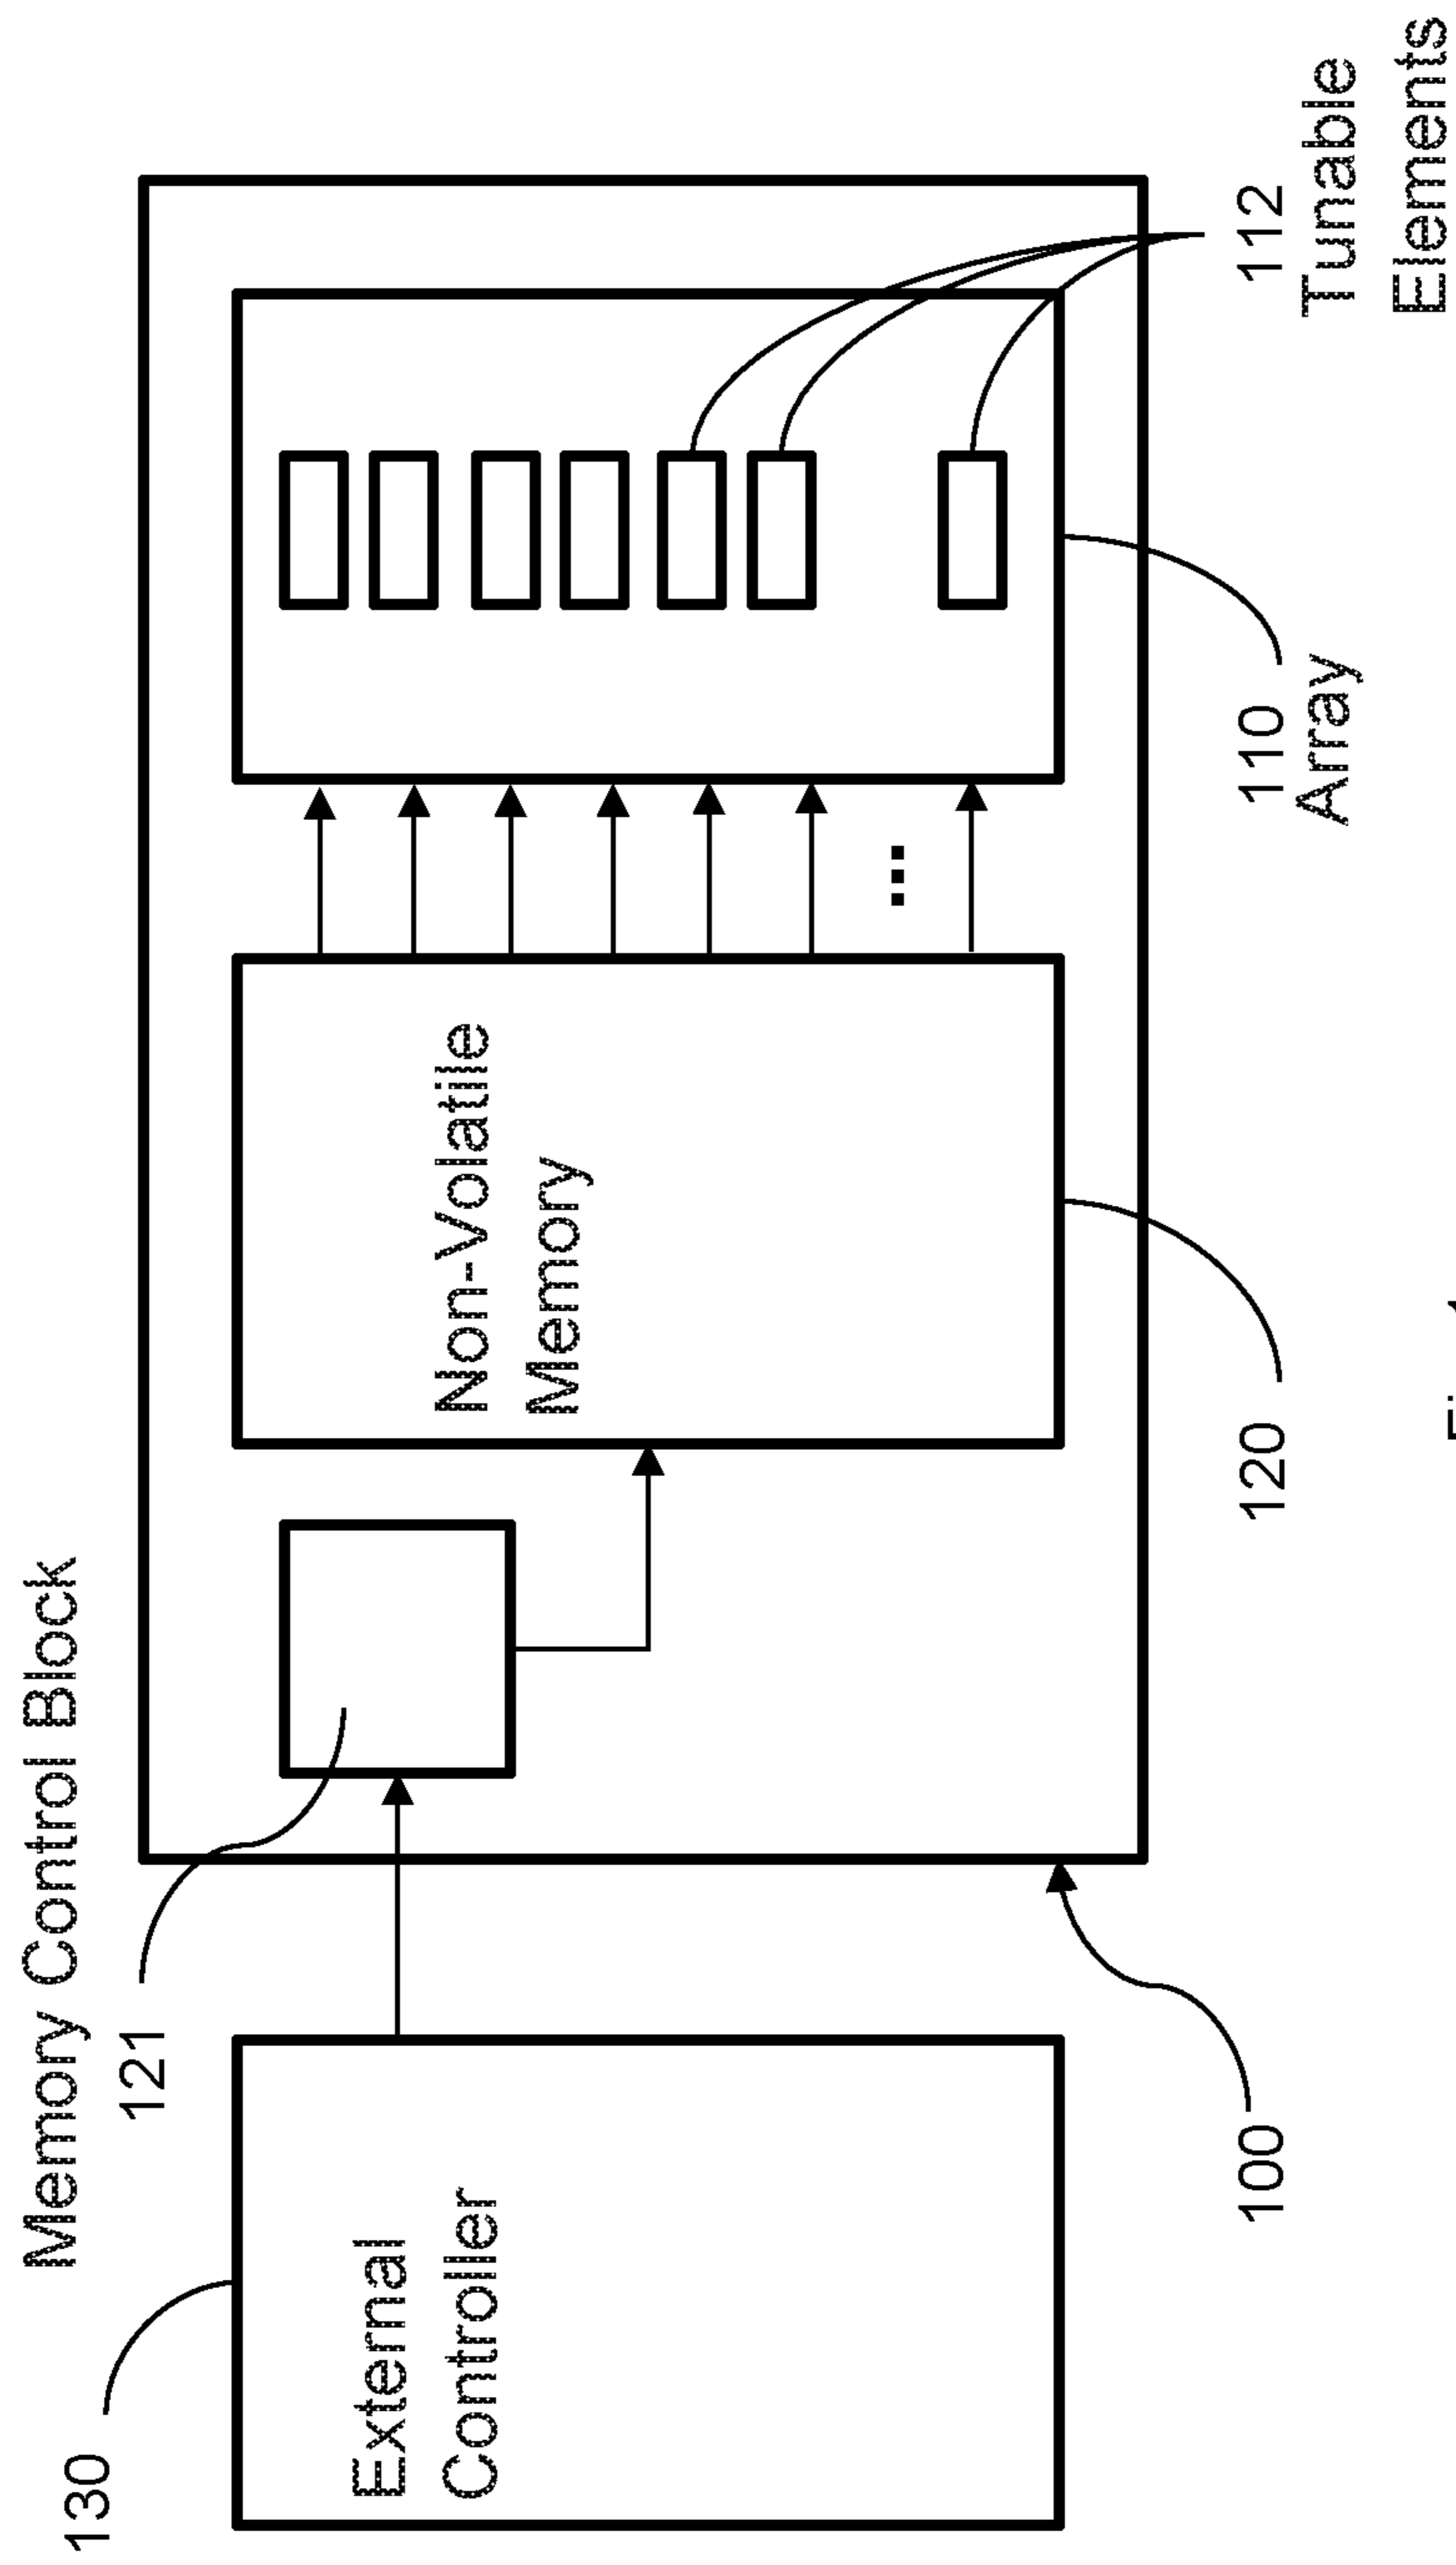 Memory Control Block
130
121
External
Controller
Non-Volatile
Memory
100
120
110
Array
112
Tunable
Elements